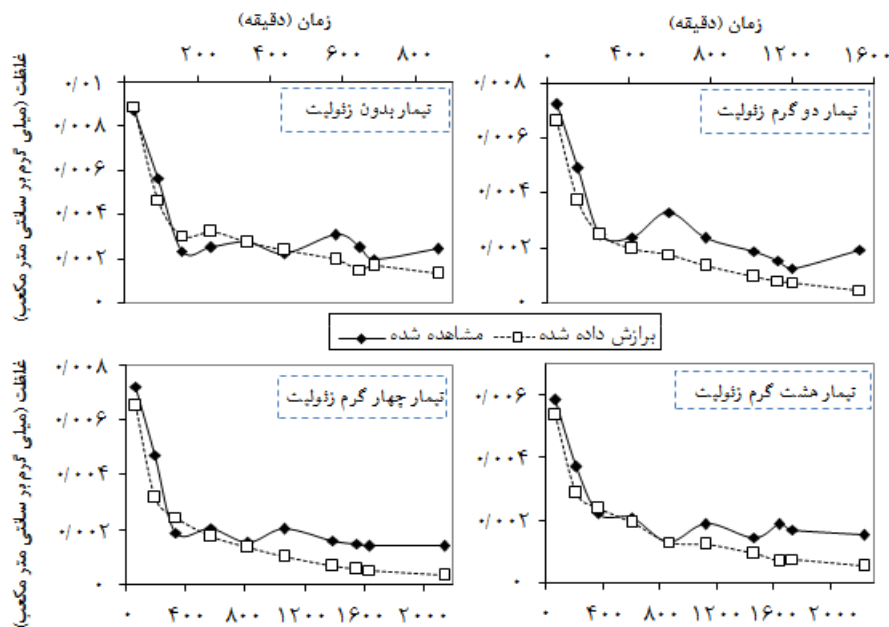 زمان (دقیقه)
۰ ۲۰۰ ۴۰۰ ۶۰۰ ۸۰۰
غلظت (میلی گرم بر سانتی متر مکعب)
۰/۰۱
۰/۰۰۸
۰/۰۰۶
۰/۰۰۴
۰/۰۰۲
۰
تیمار بدون زئولیت
زمان (دقیقه)
۰ ۴۰۰ ۸۰۰ ۱۲۰۰ ۱۶۰۰
۰/۰۰۸
۰/۰۰۶
۰/۰۰۴
۰/۰۰۲
۰
تیمار دو گرم زئولیت
مشاهده شده برازش داده شده
غلظت (میلی گرم بر سانتی متر مکعب)
۰/۰۰۸
۰/۰۰۶
۰/۰۰۴
۰/۰۰۲
۰
تیمار چهار گرم زئولیت
۰ ۴۰۰ ۸۰۰ ۱۲۰۰ ۱۶۰۰ ۲۰۰۰
۰/۰۰۶
۰/۰۰۴
۰/۰۰۲
۰
تیمار هشت گرم زئولیت
۰ ۴۰۰ ۸۰۰ ۱۲۰۰ ۱۶۰۰ ۲۰۰۰